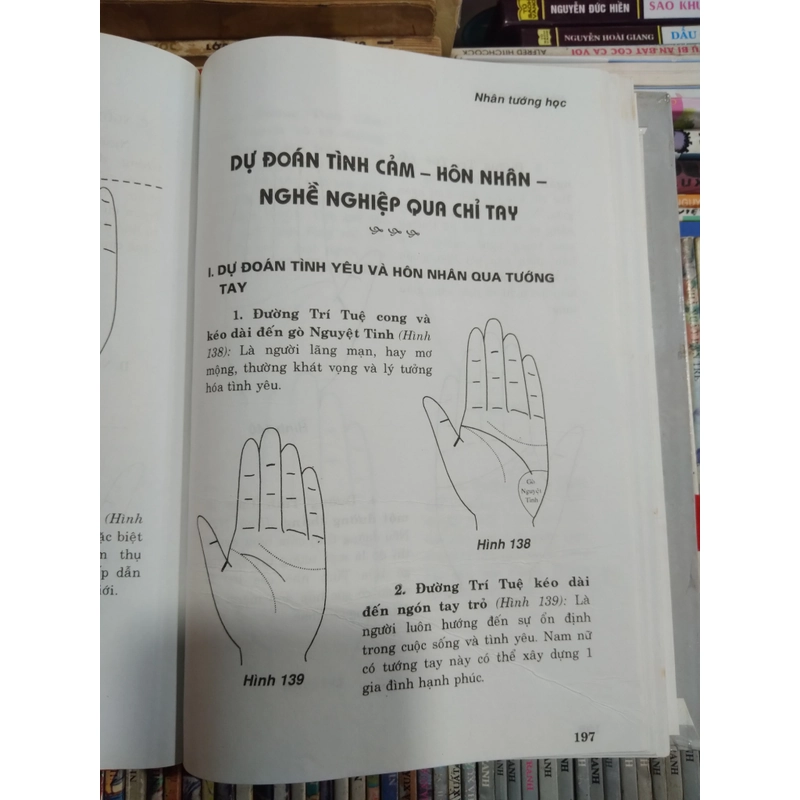 NGUYỄN ĐỨC HIỀN
SAO KHU
NGUYỄN HOÀI GIANG
DẤU
ALFRED HITCHCOCK
Nhân tướng học
DỰ ĐOÁN TÌNH CẢM – HÔN NHÂN –
NGHỀ NGHIỆP QUA CHỈ TAY
I. DỰ ĐOÁN TÌNH YÊU VÀ HÔN NHÂN QUA TƯỚNG
TAY
1. Đường Trí Tuệ cong và
kéo dài đến gò Nguyệt Tinh (Hình
138): Là người lãng mạn, hay mơ
mộng, thường khát vọng và lý tưởng
hóa tình yêu.
Gò
Nguyệt
Tinh
Hình 138
Hình 139
2. Đường Trí Tuệ kéo dài
đến ngón tay trỏ (Hình 139): Là
người luôn hướng đến sự ổn định
trong cuộc sống và tình yêu. Nam nữ
có tướng tay này có thể xây dựng 1
gia đình hạnh phúc.
197
(Hình
ặc biệt
thụ
dẫn